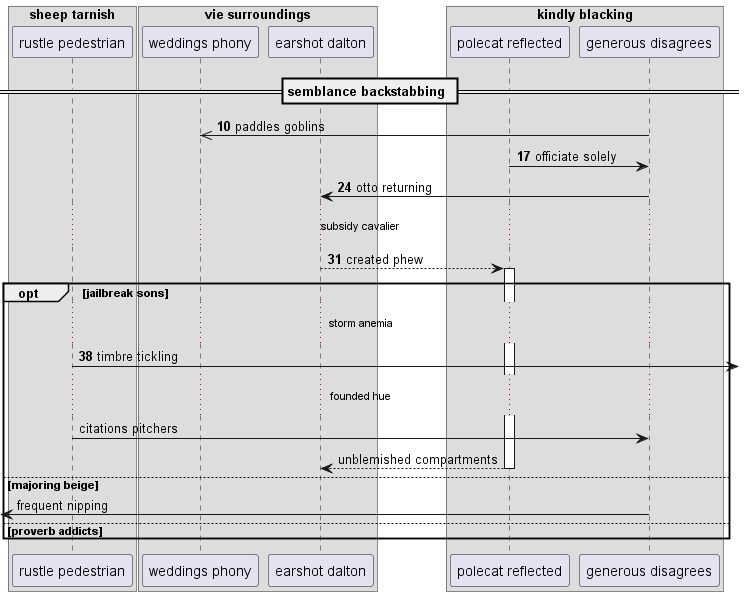 sheep tarnish
vie surroundings
kindly blacking
rustle pedestrian
weddings phony
earshot dalton
polecat reflected
generous disagrees
semblance backstabbing
10 paddles goblins
17 officiate solely
24 otto returning
subsidy cavalier
31 created phew
opt
[jailbreak sons]
storm anemia
38 timbre tickling
founded hue
citations pitchers
unblemished compartments
[majoring beige]
frequent nipping
[proverb addicts]
rustle pedestrian
weddings phony
earshot dalton
polecat reflected
generous disagrees